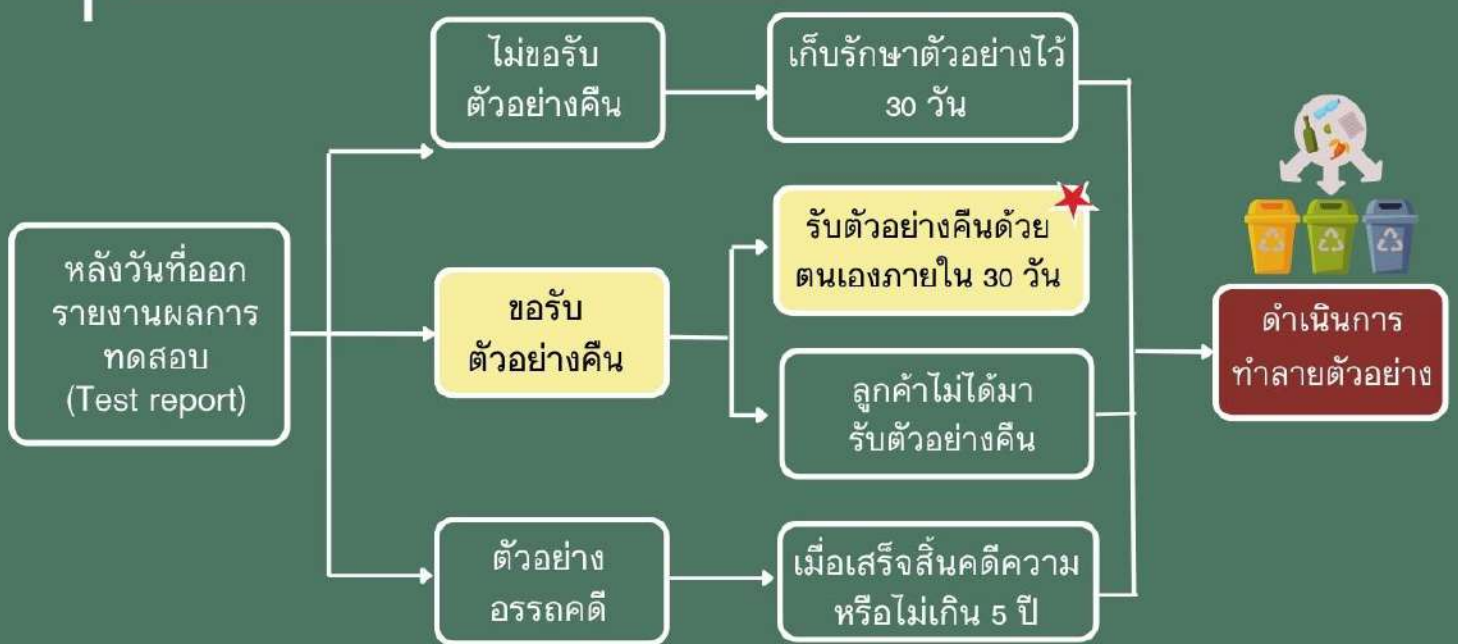 หลังวันที่ออก
รายงานผลการ
ทดสอบ
(Test report)
ไม่ขอรับ
ตัวอย่างคืน
เก็บรักษาตัวอย่างไว้
30 วัน
ขอรับ
ตัวอย่างคืน
รับตัวอย่างคืนด้วย
ตนเองภายใน 30 วัน
ลูกค้าไม่ได้มา
รับตัวอย่างคืน
ตัวอย่าง
อรรถคดี
เมื่อเสร็จสิ้นคดีความ
หรือไม่เกิน 5 ปี
ดำเนินการ
ทำลายตัวอย่าง